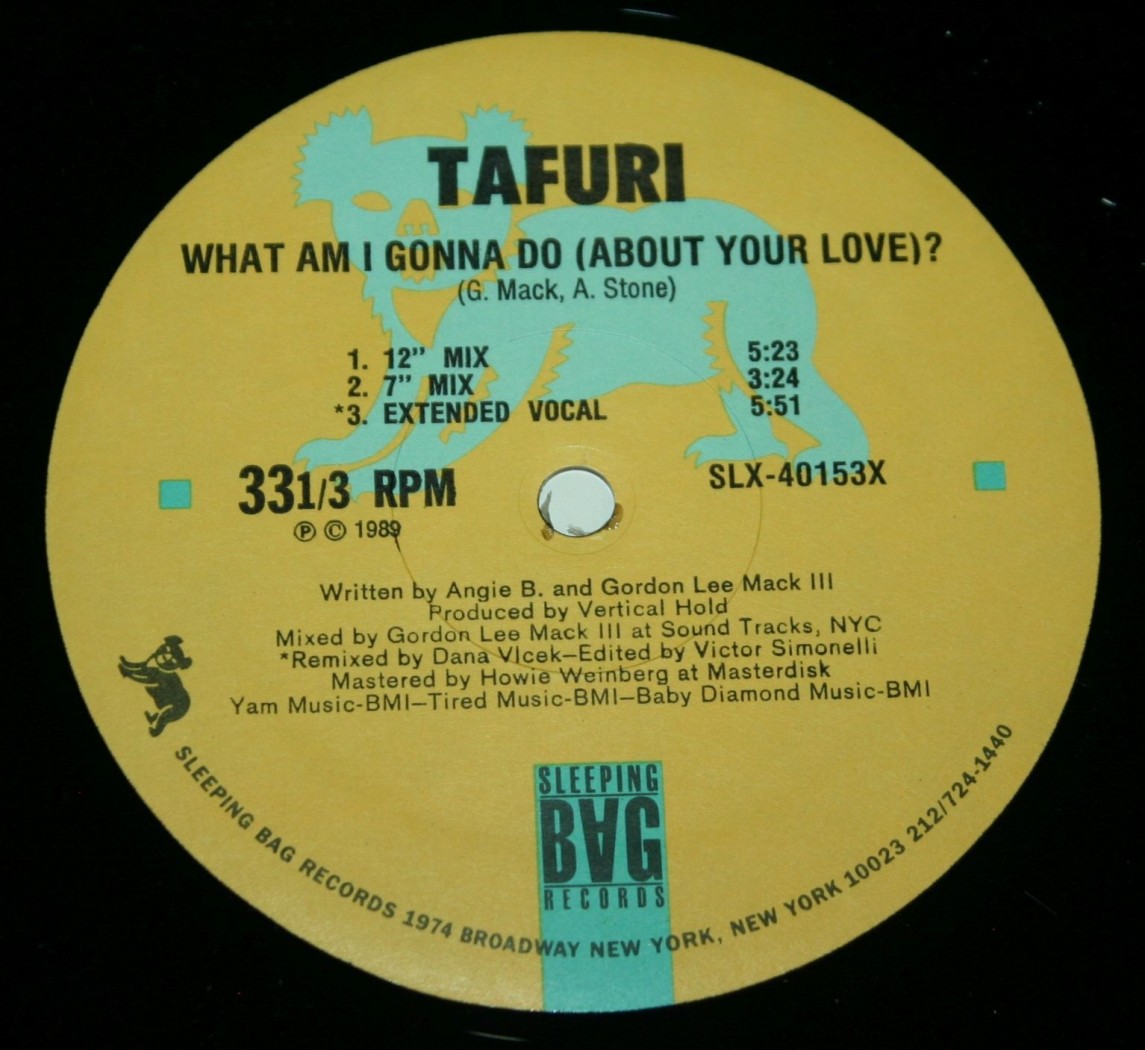 TAFURI
WHAT AM I GONNA DO (ABOUT YOUR LOVE)?
(G. Mack, A. Stone)
1. 12” MIX 5:23
2. 7” MIX 3:24
*3. EXTENDED VOCAL 5:51
33 1/3 RPM SLX-40153X
Ⓟ © 1989
Written by Angie B. and Gordon Lee Mack III
Produced by Vertical Hold
Mixed by Gordon Lee Mack III at Sound Tracks, NYC
*Remixed by Dana Vlcek–Edited by Victor Simonelli
Mastered by Howie Weinberg at Masterdisk
Yam Music-BMI–Tired Music-BMI–Baby Diamond Music-BMI
SLEEPING
BAG
RECORDS
SLEEPING BAG RECORDS 1974 BROADWAY NEW YORK, NEW YORK 10023 212/724-1440